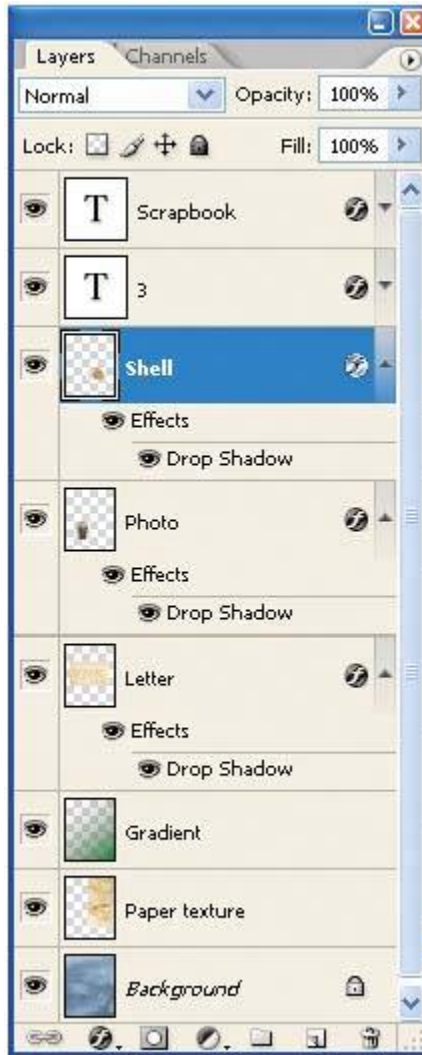 Layers Channels
Normal Opacity: 100%
Lock: Fill: 100%
T Scrapbook
T 3
Shell
Effects
Drop Shadow
Photo
Effects
Drop Shadow
Letter
Effects
Drop Shadow
Gradient
Paper texture
Background